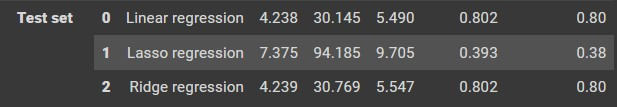 Test set 0 Linear regression 4.238 30.145 5.490 0.802 0.80
1 Lasso regression 7.375 94.185 9.705 0.393 0.38
2 Ridge regression 4.239 30.769 5.547 0.802 0.80